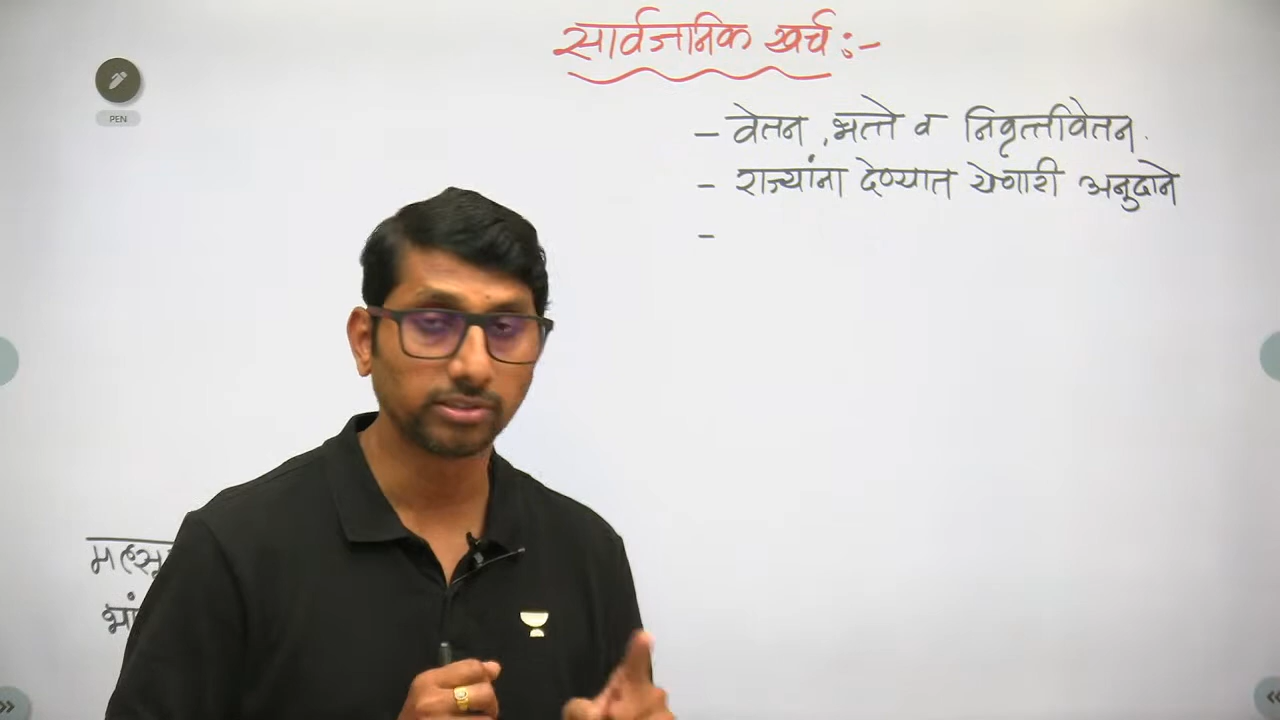 सार्वजनिक खर्च :-
PEN
- वेतन, भत्ते व निवृत्तीवेतन.
- राज्यांना देण्यात येणारी अनुदाने
-